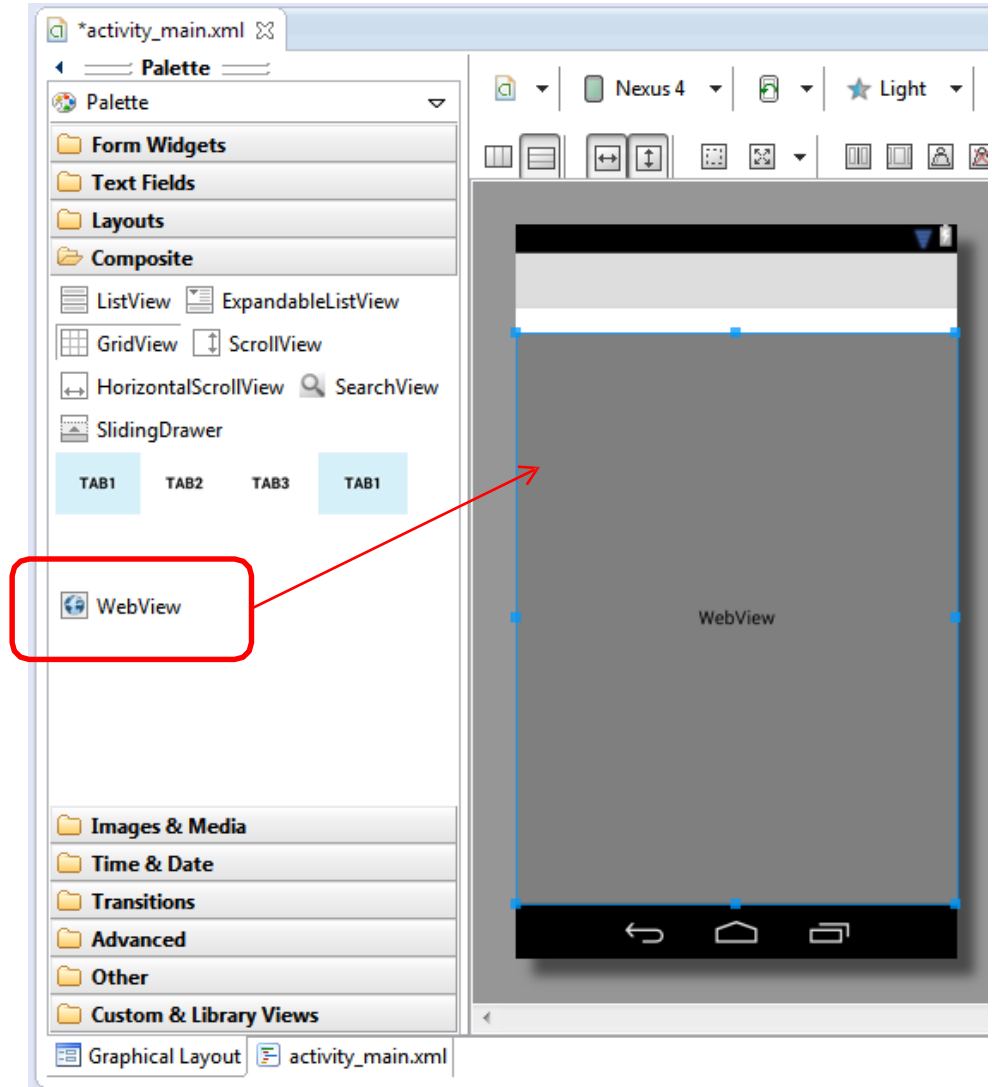 *activity_main.xml
Palette
Palette
Form Widgets
Text Fields
Layouts
Composite
ListView ExpandableListView
GridView ScrollView
HorizontalScrollView SearchView
SlidingDrawer
TAB1 TAB2 TAB3 TAB1
WebView
Images & Media
Time & Date
Transitions
Advanced
Other
Custom & Library Views
Graphical Layout activity_main.xml
Nexus 4 Light
WebView